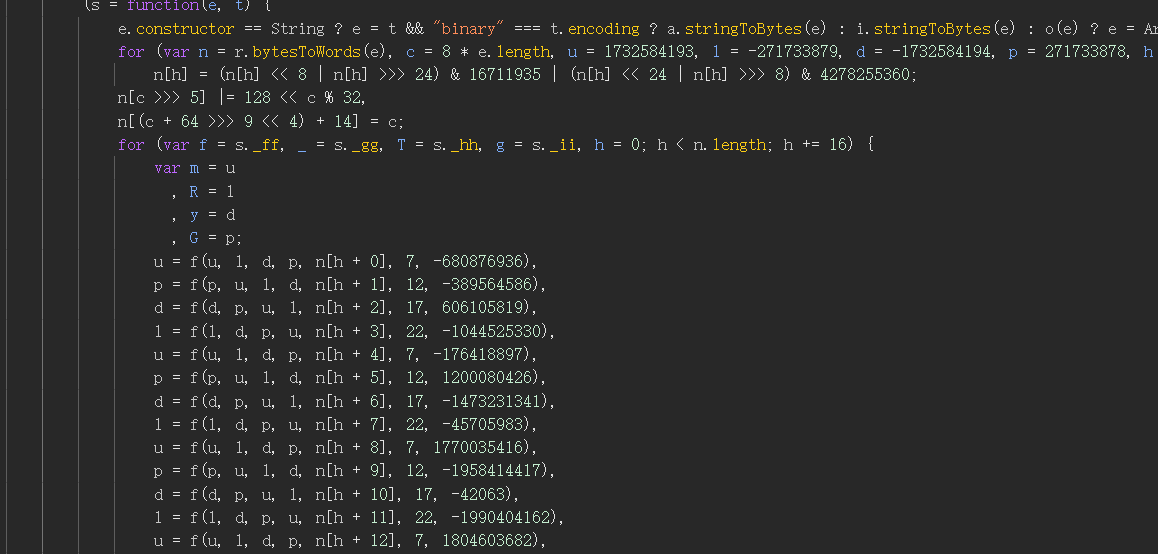 (s = function(e, t) {
e.constructor == String ? e = t && "binary" === t.encoding ? a.stringToBytes(e) : i.stringToBytes(e) : o(e) ? e = Ar
for (var n = r.bytesToWords(e), c = 8 * e.length, u = 1732584193, l = -271733879, d = -1732584194, p = 271733878, h
n[h] = (n[h] << 8 | n[h] >>> 24) & 16711935 | (n[h] << 24 | n[h] >>> 8) & 4278255360;
n[c >>> 5] |= 128 << c % 32,
n[(c + 64 >>> 9 << 4) + 14] = c;
for (var f = s._ff, _ = s._gg, T = s._hh, g = s._ii, h = 0; h < n.length; h += 16) {
var m = u
, R = l
, y = d
, G = p;
u = f(u, l, d, p, n[h + 0], 7, -680876936),
p = f(p, u, l, d, n[h + 1], 12, -389564586),
d = f(d, p, u, l, n[h + 2], 17, 606105819),
l = f(l, d, p, u, n[h + 3], 22, -1044525330),
u = f(u, l, d, p, n[h + 4], 7, -176418897),
p = f(p, u, l, d, n[h + 5], 12, 1200080426),
d = f(d, p, u, l, n[h + 6], 17, -1473231341),
l = f(l, d, p, u, n[h + 7], 22, -45705983),
u = f(u, l, d, p, n[h + 8], 7, 1770035416),
p = f(p, u, l, d, n[h + 9], 12, -1958414417),
d = f(d, p, u, l, n[h + 10], 17, -42063),
l = f(l, d, p, u, n[h + 11], 22, -1990404162),
u = f(u, l, d, p, n[h + 12], 7, 1804603682),